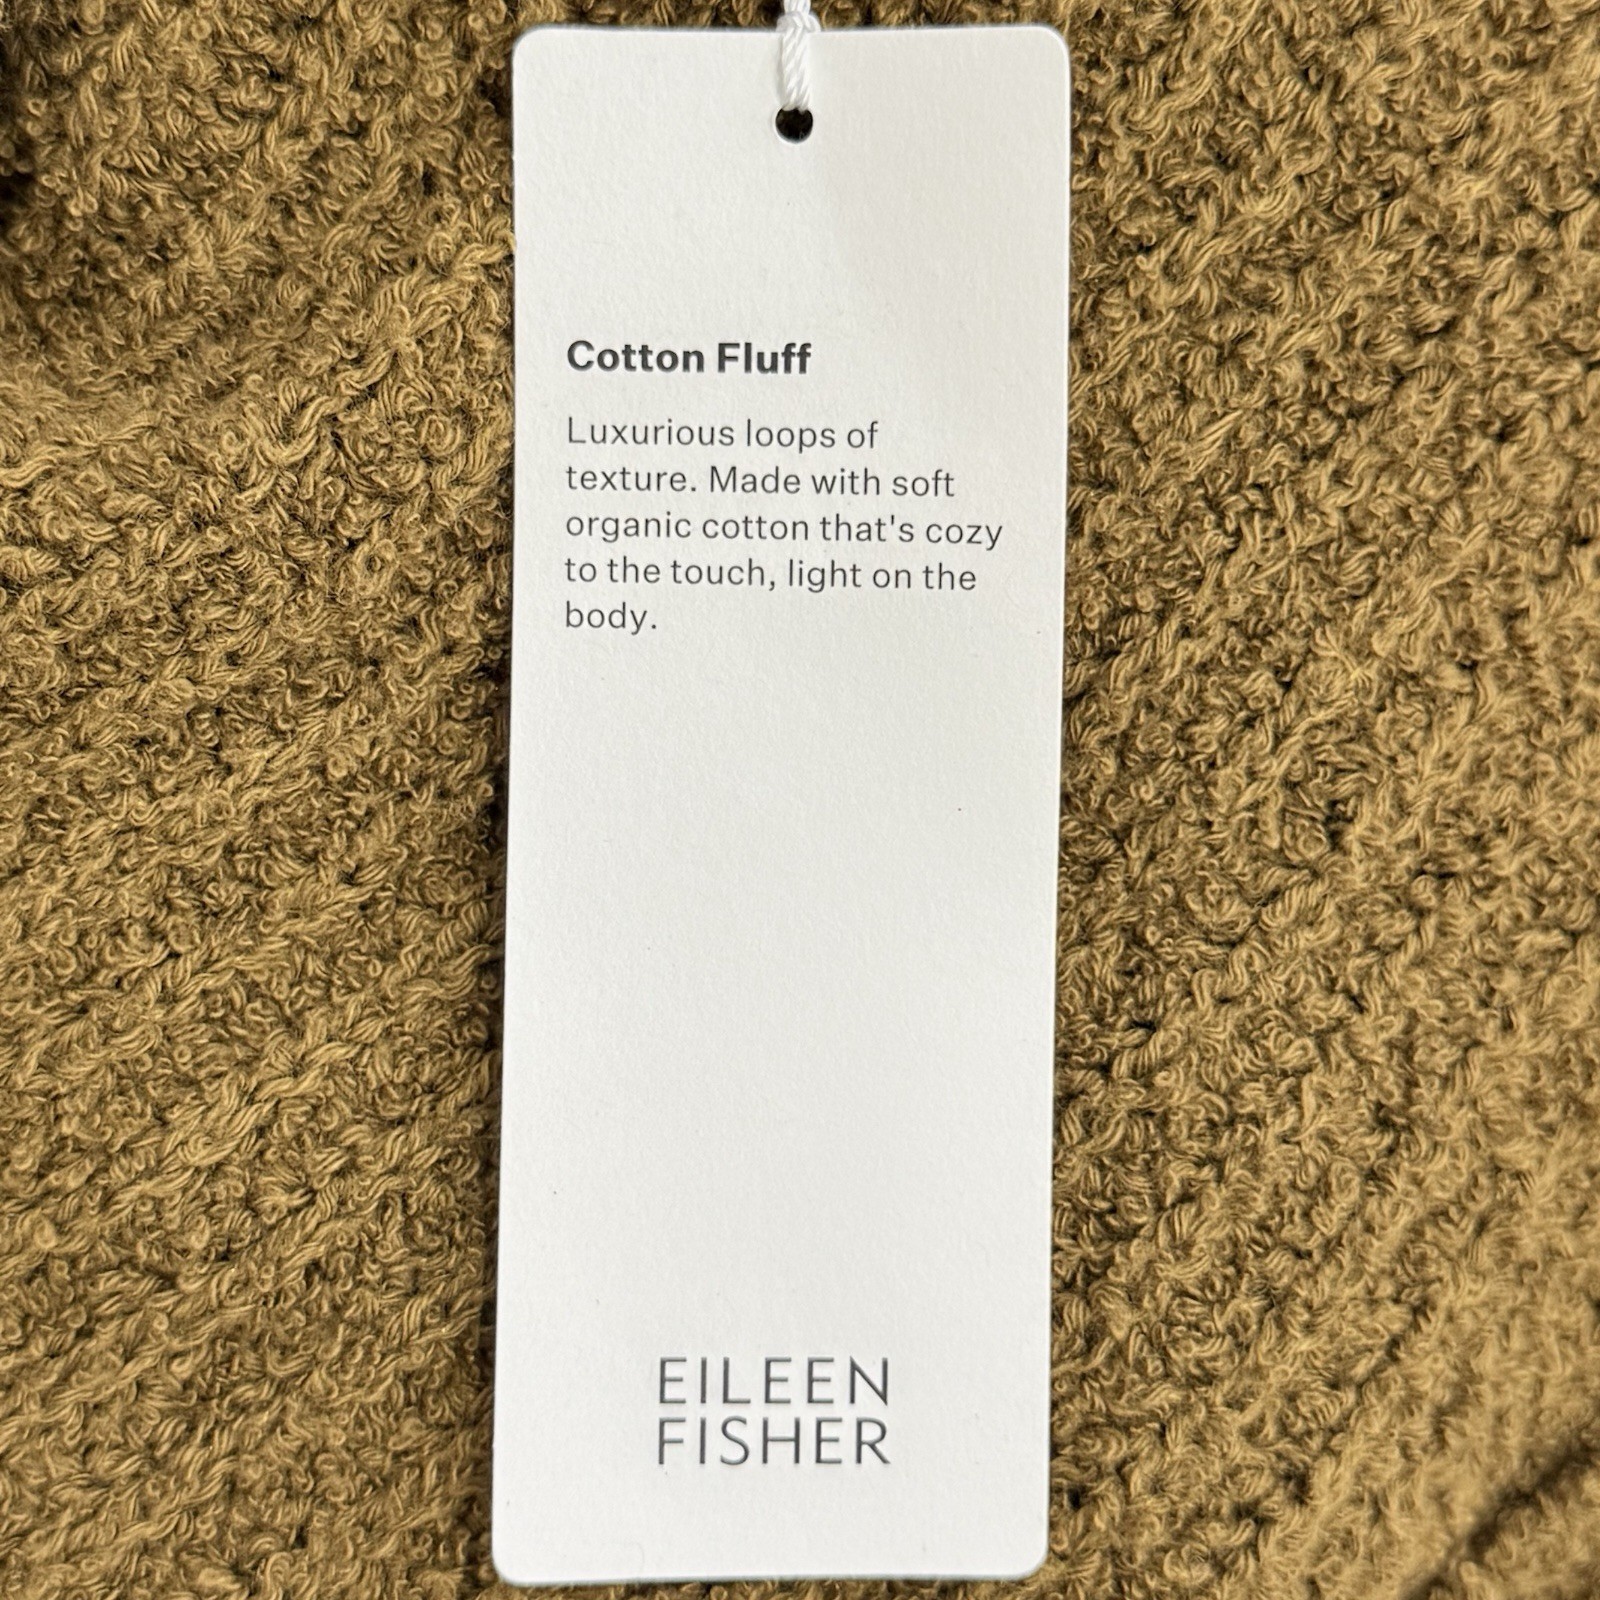 Cotton Fluff
Luxurious loops of
texture. Made with soft
organic cotton that's cozy
to the touch, light on the
body.
EILEEN
FISHER